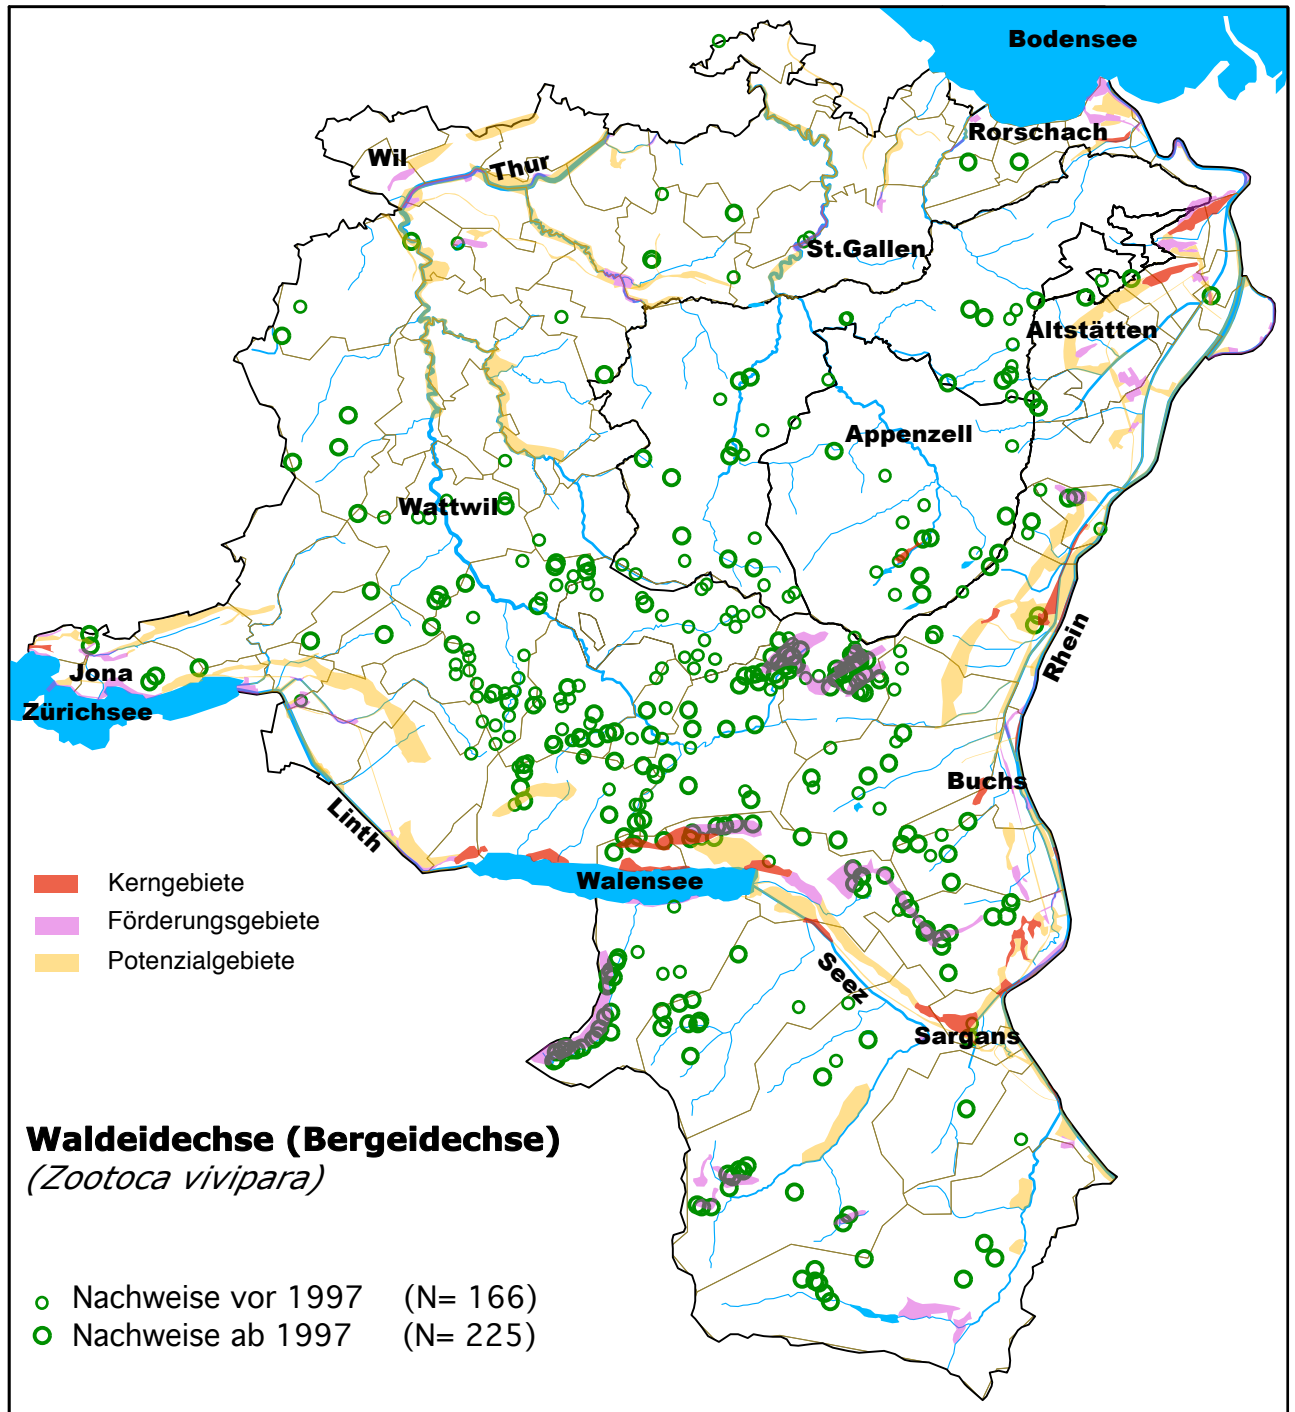 Bodensee
Rorschach
Wil
Thur
St.Gallen
Altstätten
Appenzell
Wattwil
Rhein
Jona
Zürichsee
Buchs
Linth
Walensee
Kerngebiete
Förderungsgebiete
Potenzialgebiete
Seez
Sargans
Waldeidechse (Bergeidechse)
(Zootoca vivipara)
Nachweise vor 1997 (N= 166)
Nachweise ab 1997 (N= 225)